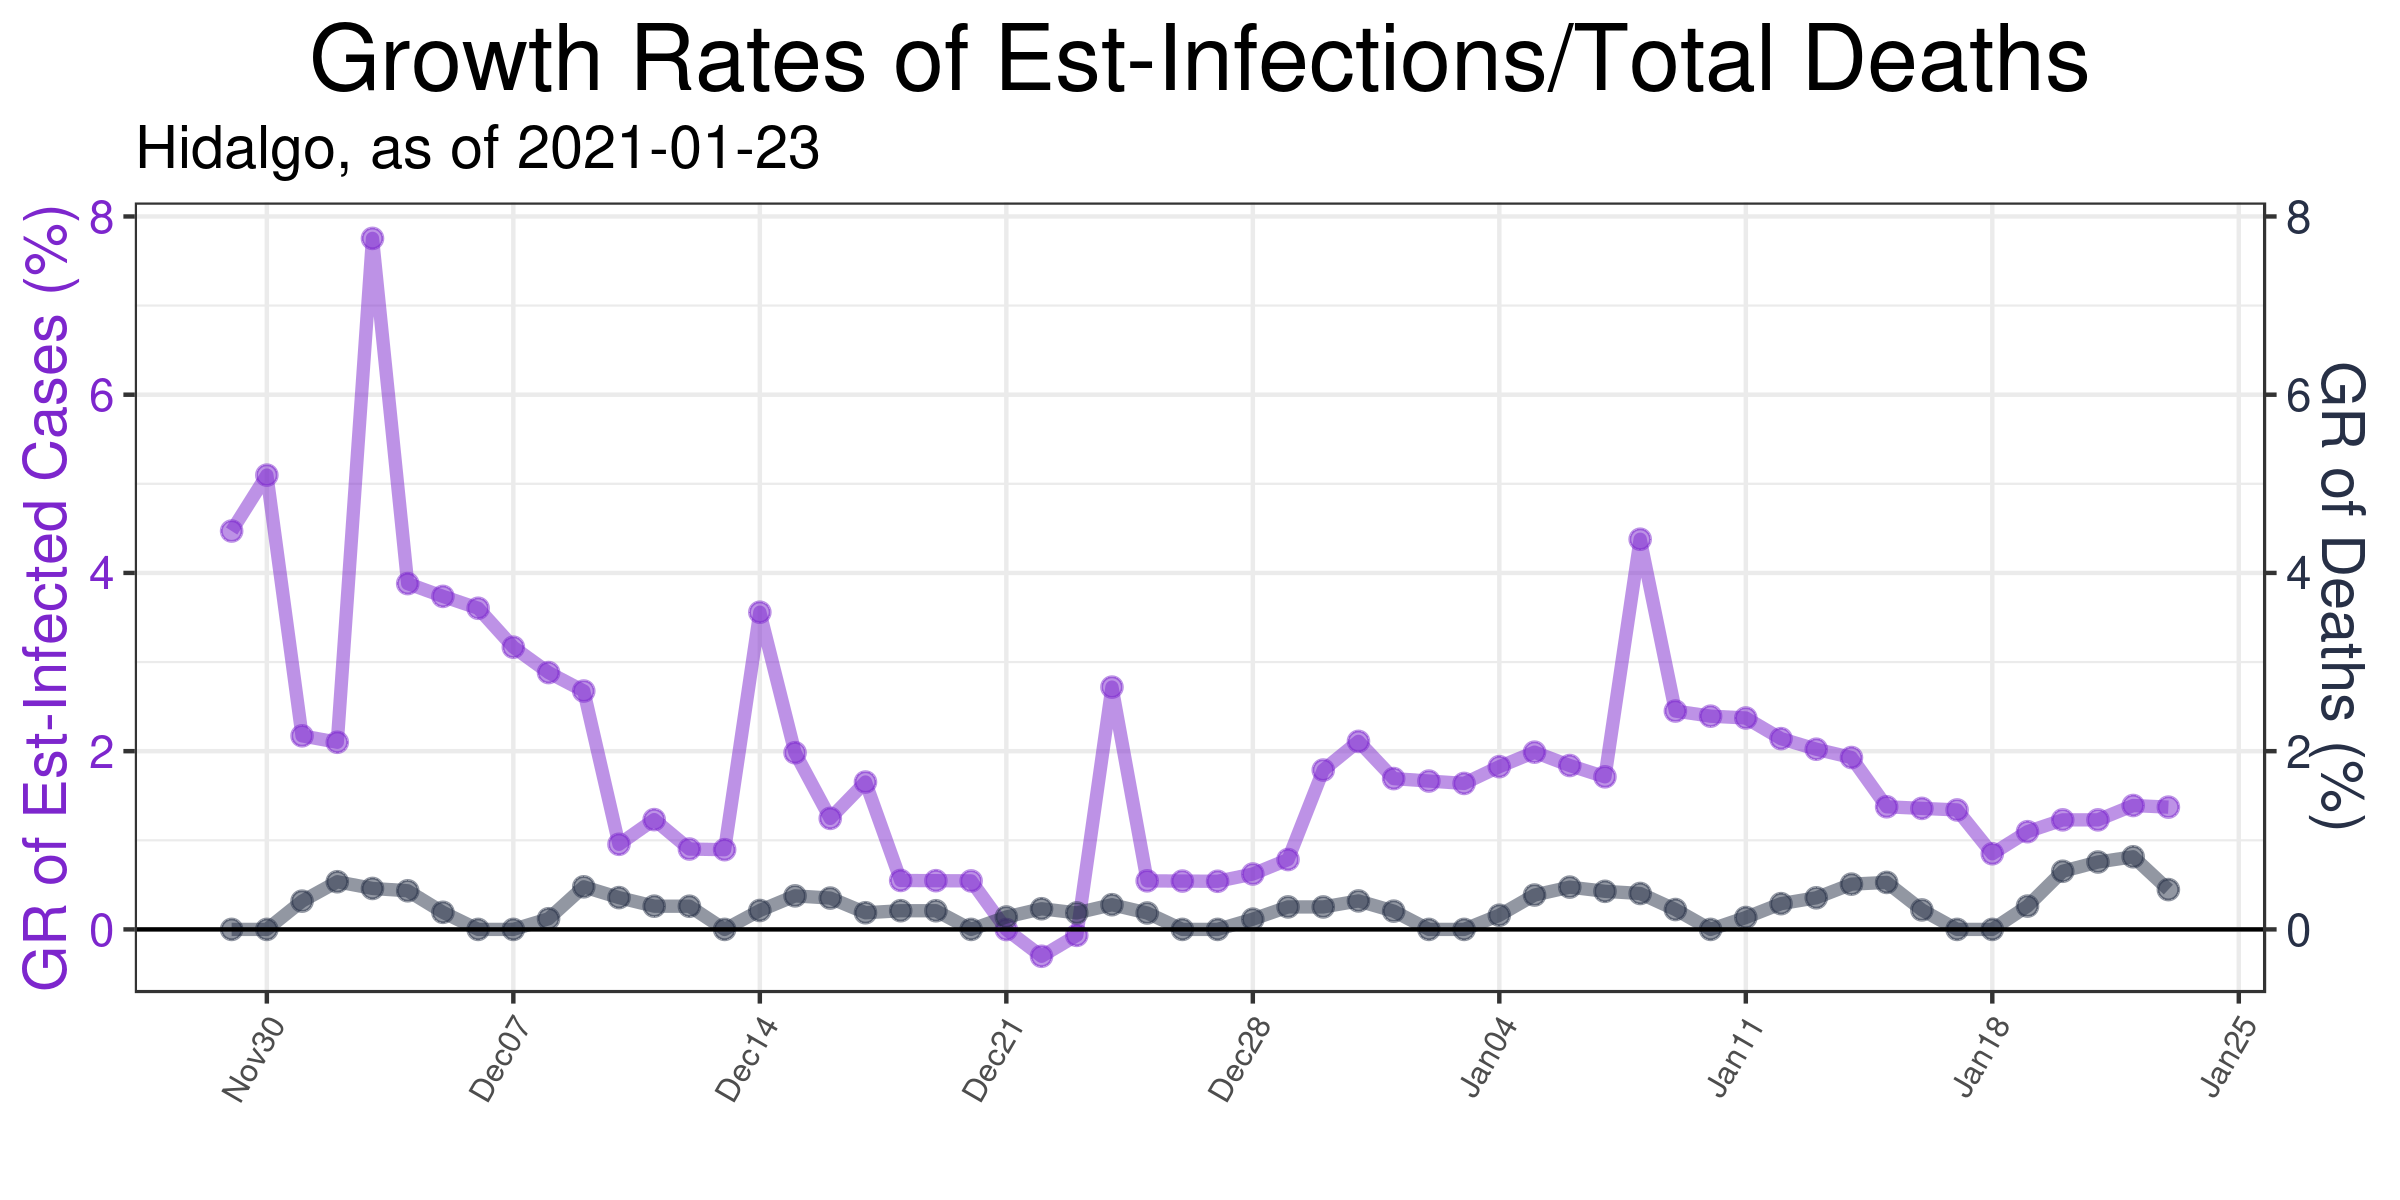 Growth Rates of Est-Infections/Total Deaths
Hidalgo, as of 2021-01-23
GR of Est-Infected Cases (%)
8
6
4
2
0
8
6
4
2
0
GR of Deaths (%)
Nov30
Dec07
Dec14
Dec21
Dec28
Jan04
Jan11
Jan18
Jan25